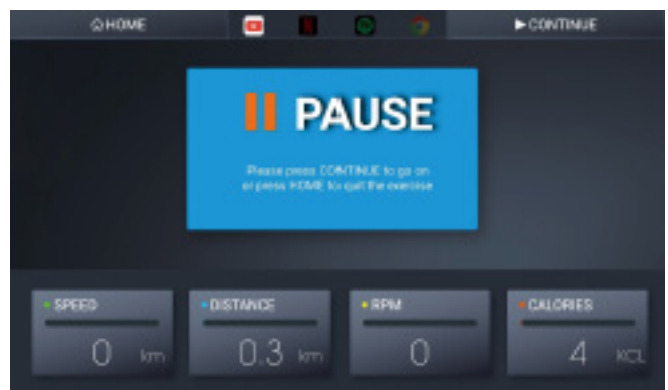 HOME
CONTINUE
PAUSE
Please press CONTINUE to go on
or press HOME to quit the exercise
SPEED
DISTANCE
RPM
CALORIES
0 km
0.3 km
0
4 KCL